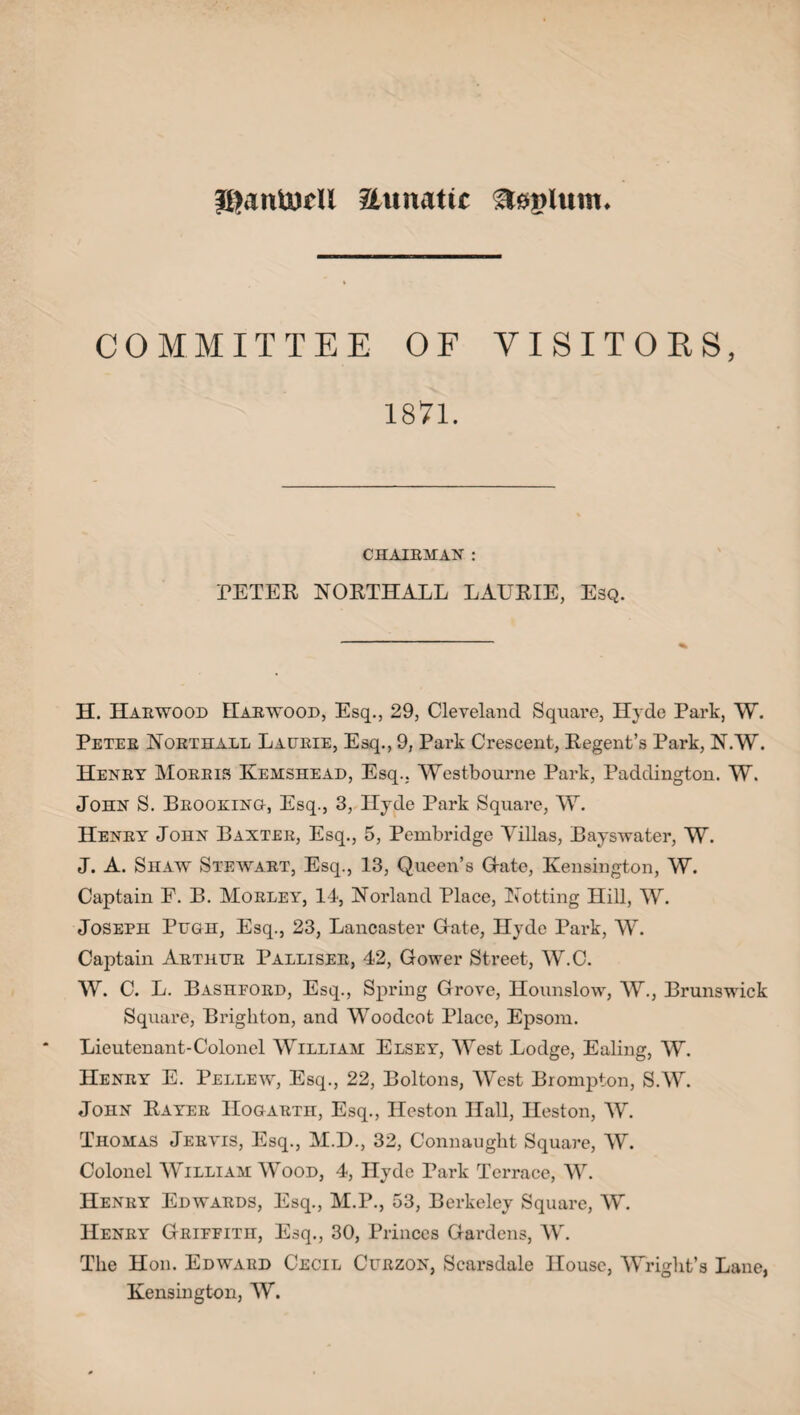 Hanwell Lunatic Asylum.
COMMITTEE OF VISITORS,
1871.
CHAIRMAN :
PETER NORTHALL LAURIE, Esq.
H. Harwood Harwood, Esq., 29, Cleveland Square, Hyde Park, W.
Peter Northall Laurie, Esq., 9, Park Crescent, Regent's Park, N.W.
Henry Morris Kemshead, Esq., Westbourne Park, Paddington. W.
John S. Brooking, Esq., 3, Hyde Park Square, W.
Henry John Baxter, Esq., 5, Pembridge Villas, Bayswater, W.
J. A. Shaw Stewart, Esq., 13, Queen's Gate, Kensington, W.
Captain F. B. Morley, 14, Norland Place, Notting Hill, W.
Joseph Pugh, Esq., 23, Lancaster Gate, Hyde Park, W.
Captain Arthur Palliser, 42, Gower Street, W.C.
W. C. L. Bashford, Esq., Spring Grove, Hounslow, W., Brunswick
Square, Brighton, and Woodcot Place, Epsom.
Lieutenant-Colonel William Elsey, West Lodge, Ealing, W.
Henry E. Pellew, Esq., 22, Boltons, West Brompton, S.W.
John Rayer Hogarth, Esq., Heston Hall, Heston, W.
Thomas Jervis, Esq., M.D., 32, Connaught Square, W.
Colonel William Wood, 4, Hyde Park Terrace, W.
Henry Edwards, Esq., M.P., 53, Berkeley Square, W.
Henry Griffith, Esq., 30, Princes Gardens, W.
The Hon. Edward Cecil Curzon, Scarsdale House, Wright's Lane,
Kensington, W.